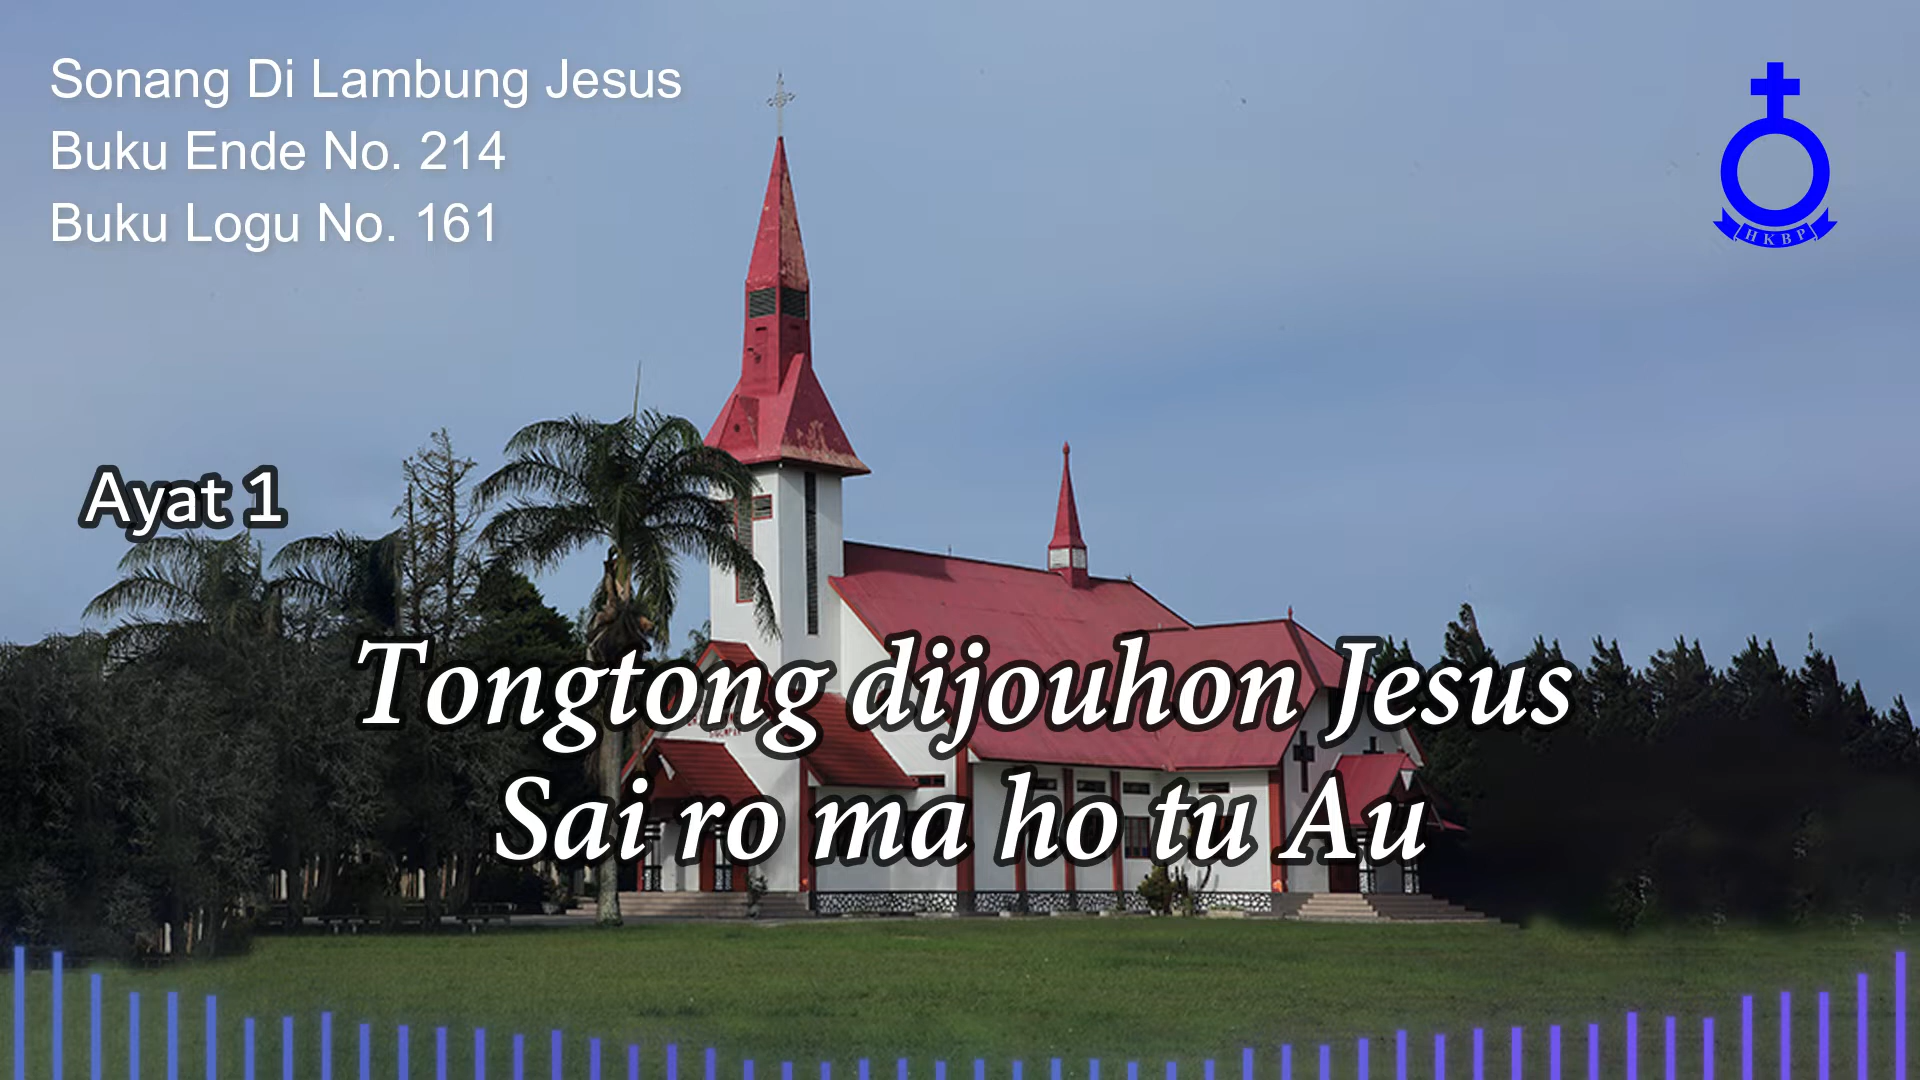 Sonang Di Lambung Jesus
Buku Ende No. 214
Buku Logu No. 161
HKBP
Ayat 1
Tongtong dijouhon Jesus
Sai ro ma ho tu Au